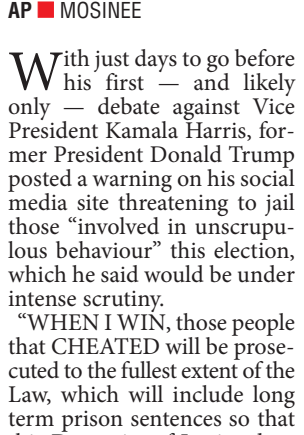 AP ■ MOSINEE
With just days to go before
his first — and likely
only — debate against Vice
President Kamala Harris, for-
mer President Donald Trump
posted a warning on his social
media site threatening to jail
those “involved in unscrupu-
lous behaviour” this election,
which he said would be under
intense scrutiny.
“WHEN I WIN, those people
that CHEATED will be prose-
cuted to the fullest extent of the
Law, which will include long
term prison sentences so that